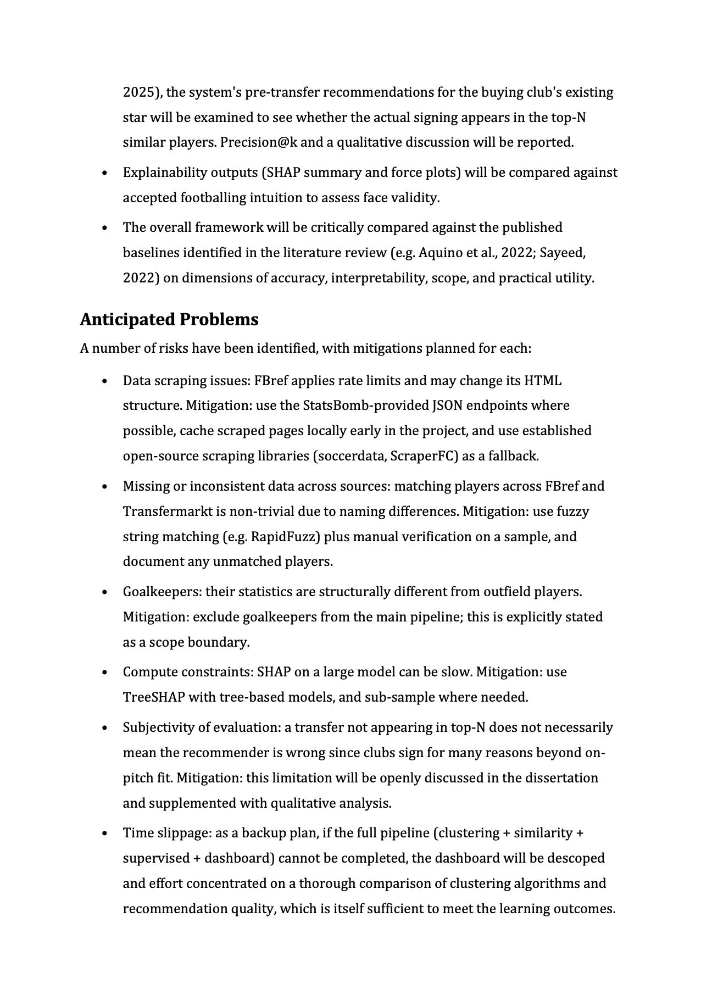 2025), the system's pre-transfer recommendations for the buying club's existing
star will be examined to see whether the actual signing appears in the top-N
similar players. Precision@k and a qualitative discussion will be reported.
• Explainability outputs (SHAP summary and force plots) will be compared against
accepted footballing intuition to assess face validity.
• The overall framework will be critically compared against the published
baselines identified in the literature review (e.g. Aquino et al., 2022; Sayeed,
2022) on dimensions of accuracy, interpretability, scope, and practical utility.
Anticipated Problems
A number of risks have been identified, with mitigations planned for each:
• Data scraping issues: FBref applies rate limits and may change its HTML
structure. Mitigation: use the StatsBomb-provided JSON endpoints where
possible, cache scraped pages locally early in the project, and use established
open-source scraping libraries (soccerdata, ScraperFC) as a fallback.
• Missing or inconsistent data across sources: matching players across FBref and
Transfermarkt is non-trivial due to naming differences. Mitigation: use fuzzy
string matching (e.g. RapidFuzz) plus manual verification on a sample, and
document any unmatched players.
• Goalkeepers: their statistics are structurally different from outfield players.
Mitigation: exclude goalkeepers from the main pipeline; this is explicitly stated
as a scope boundary.
• Compute constraints: SHAP on a large model can be slow. Mitigation: use
TreeSHAP with tree-based models, and sub-sample where needed.
• Subjectivity of evaluation: a transfer not appearing in top-N does not necessarily
mean the recommender is wrong since clubs sign for many reasons beyond on-
pitch fit. Mitigation: this limitation will be openly discussed in the dissertation
and supplemented with qualitative analysis.
• Time slippage: as a backup plan, if the full pipeline (clustering + similarity +
supervised + dashboard) cannot be completed, the dashboard will be descoped
and effort concentrated on a thorough comparison of clustering algorithms and
recommendation quality, which is itself sufficient to meet the learning outcomes.